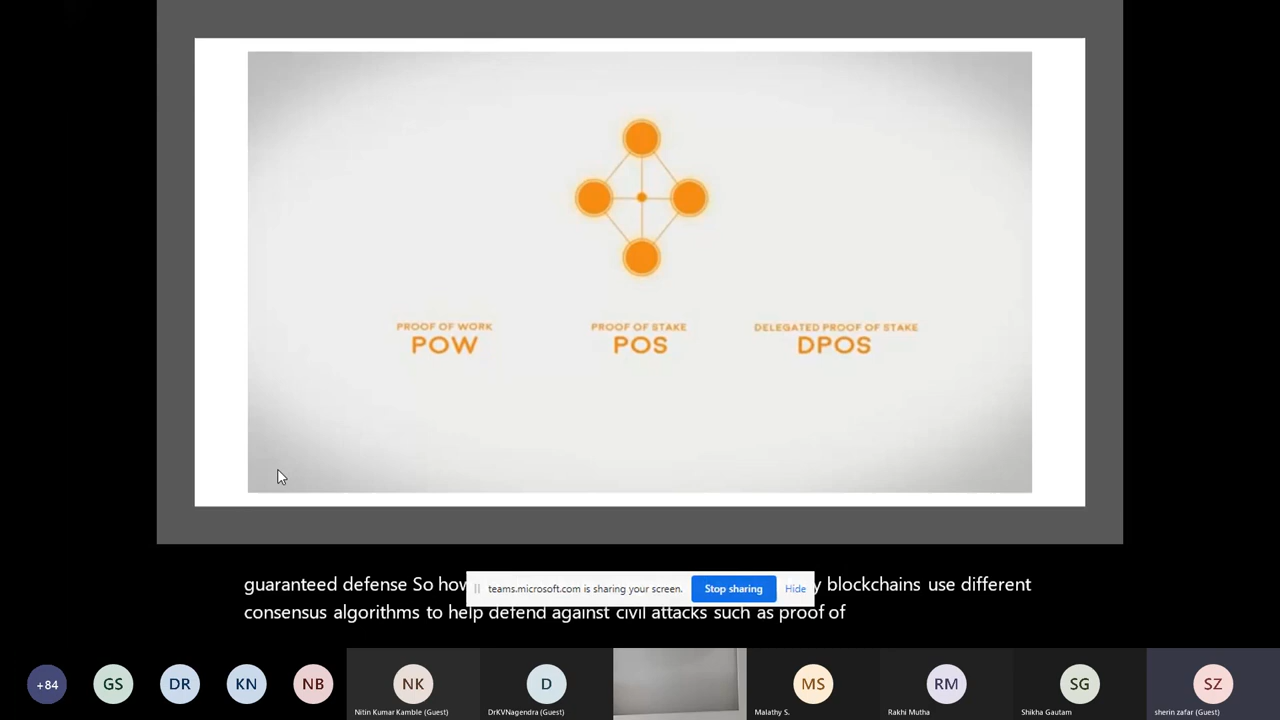 PROOF OF WORK PROOF OF STAKE DELEGATED PROOF OF STAKE
POW POS DPOS
guaranteed defense So how
teams.microsoft.com is sharing your screen. Stop sharing Hide
blockchains use different
consensus algorithms to help defend against civil attacks such as proof of
+84 GS DR KN NB NK D MS RM SG SZ
Nitin Kumar Kamble (Guest) DrKVNagendra (Guest) Malathy S. Rakhi Mutha Shikha Gautam sherin zafar (Guest)